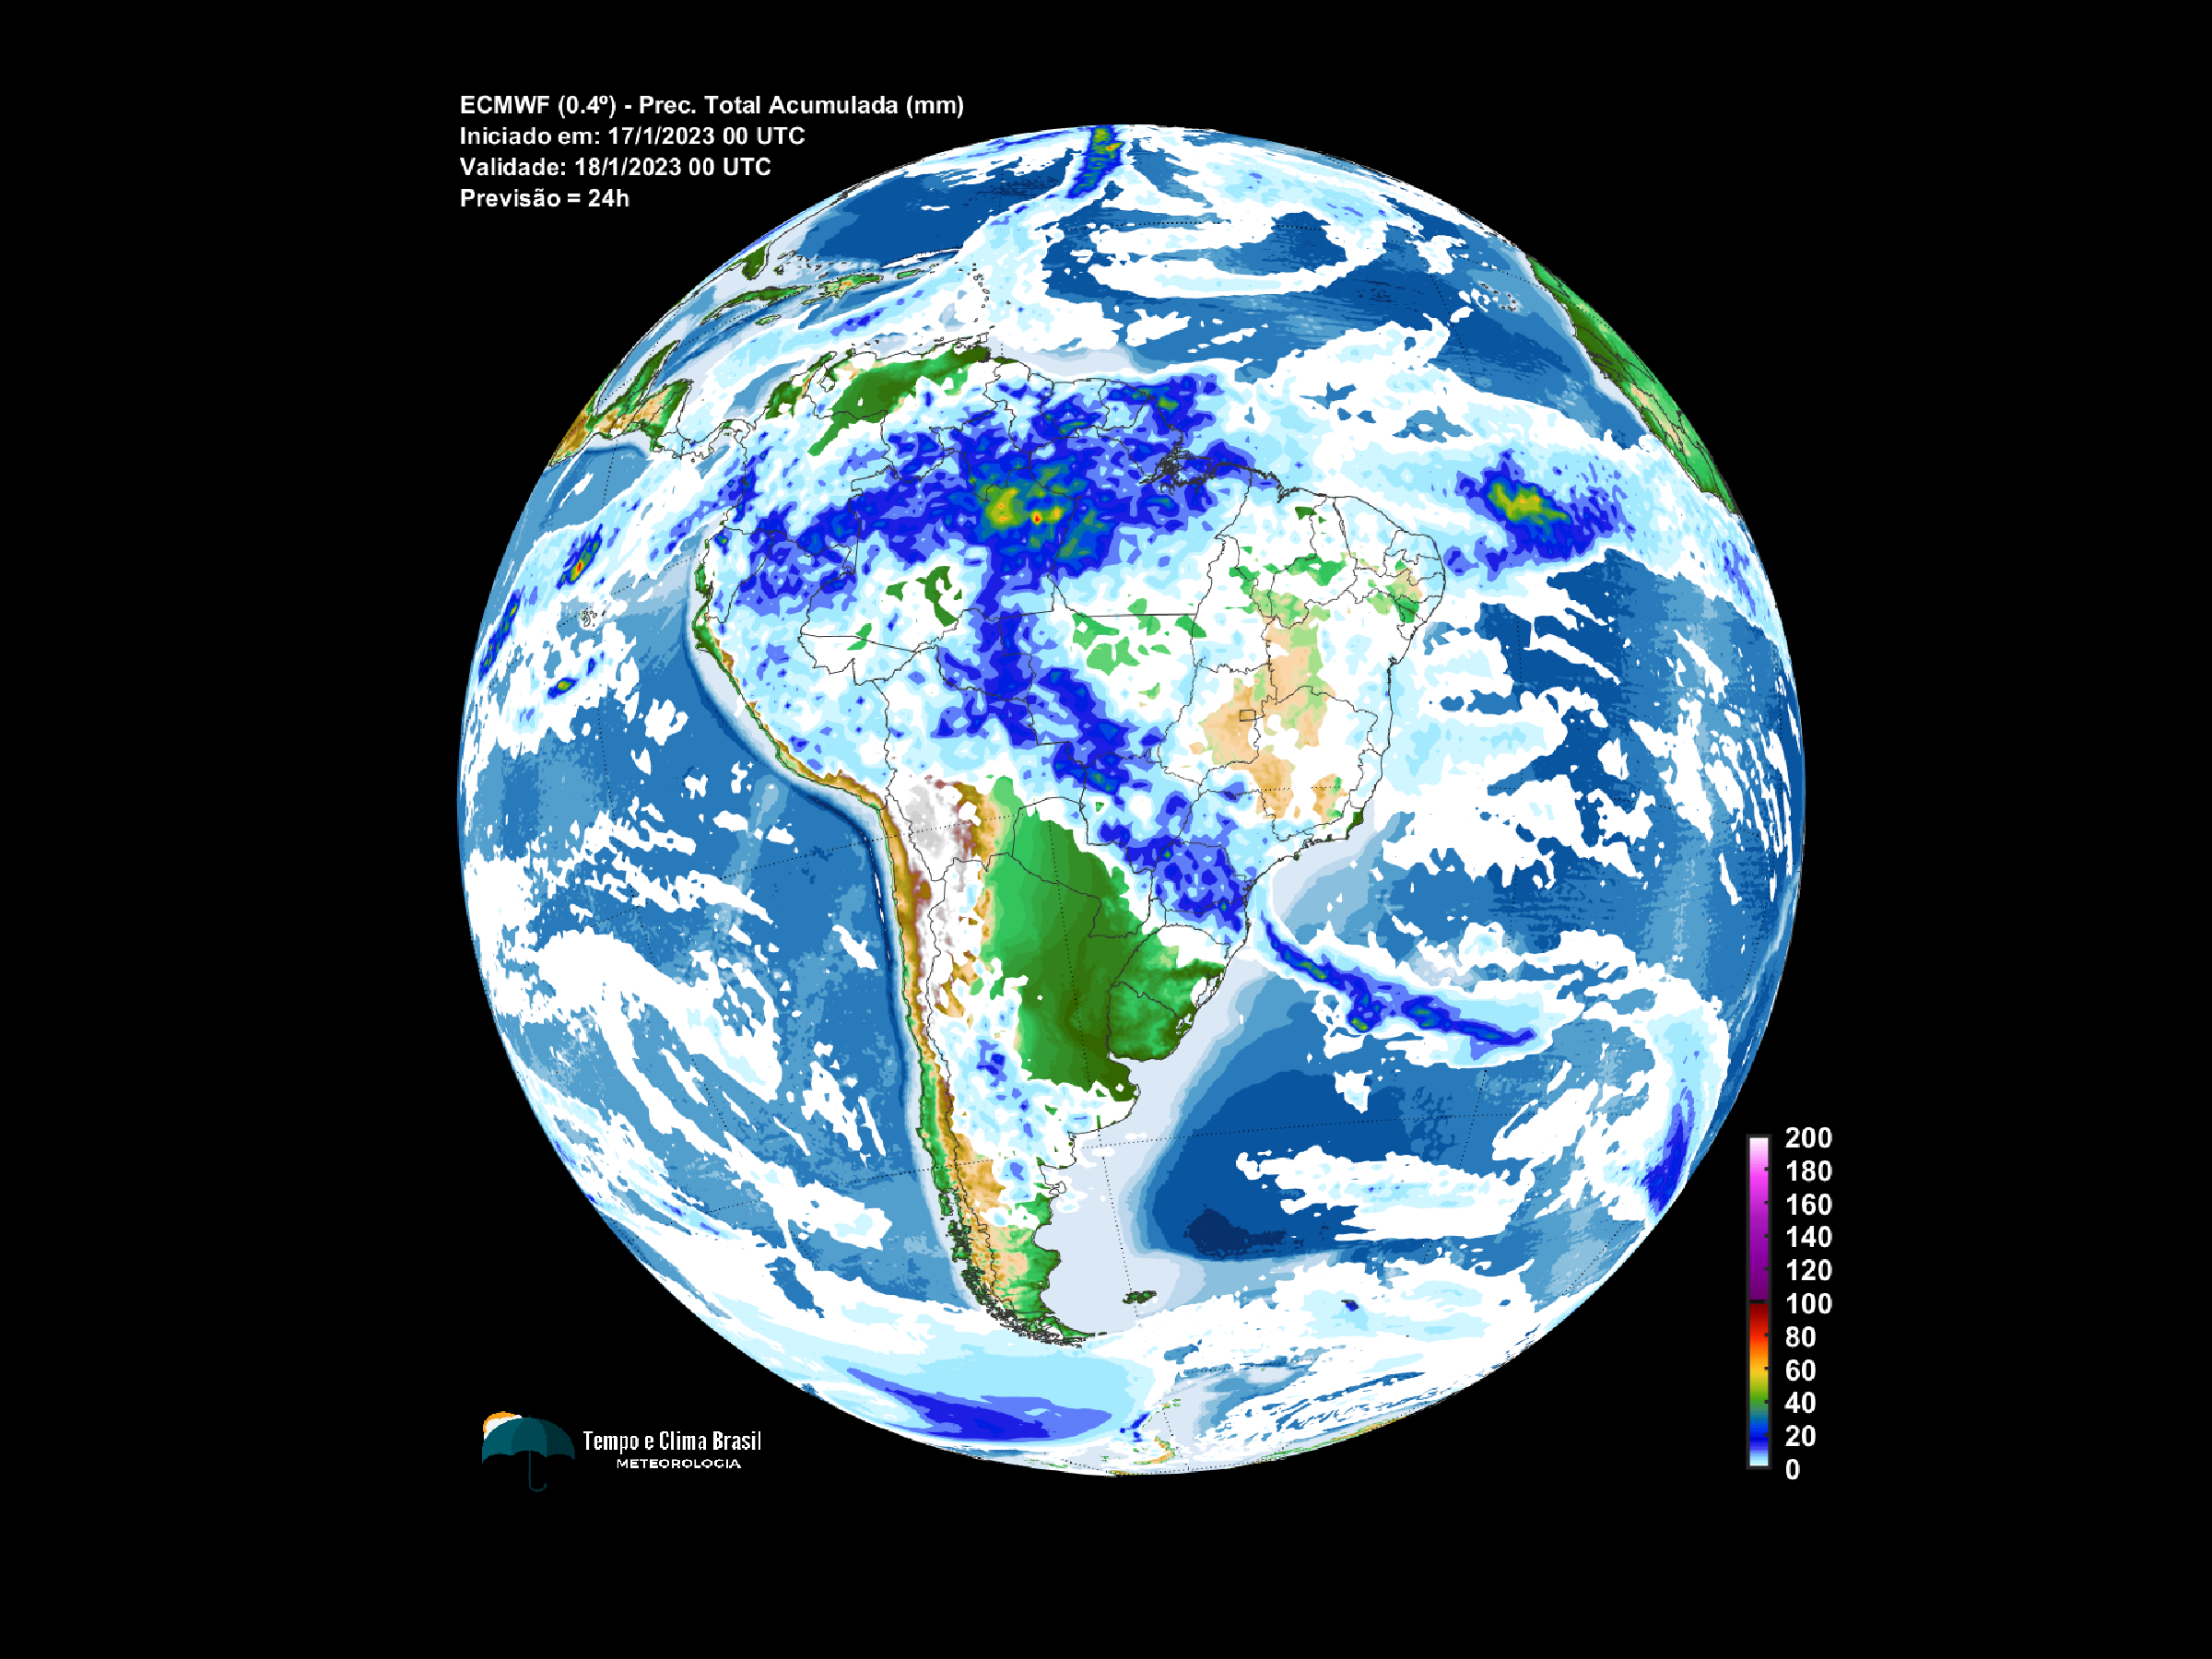 ECMWF (0.4º) - Prec. Total Acumulada (mm)
Iniciado em: 17/1/2023 00 UTC
Validade: 18/1/2023 00 UTC
Previsão = 24h
200
180
160
140
120
100
80
60
40
20
0
Tempo e Clima Brasil
METEOROLOGIA